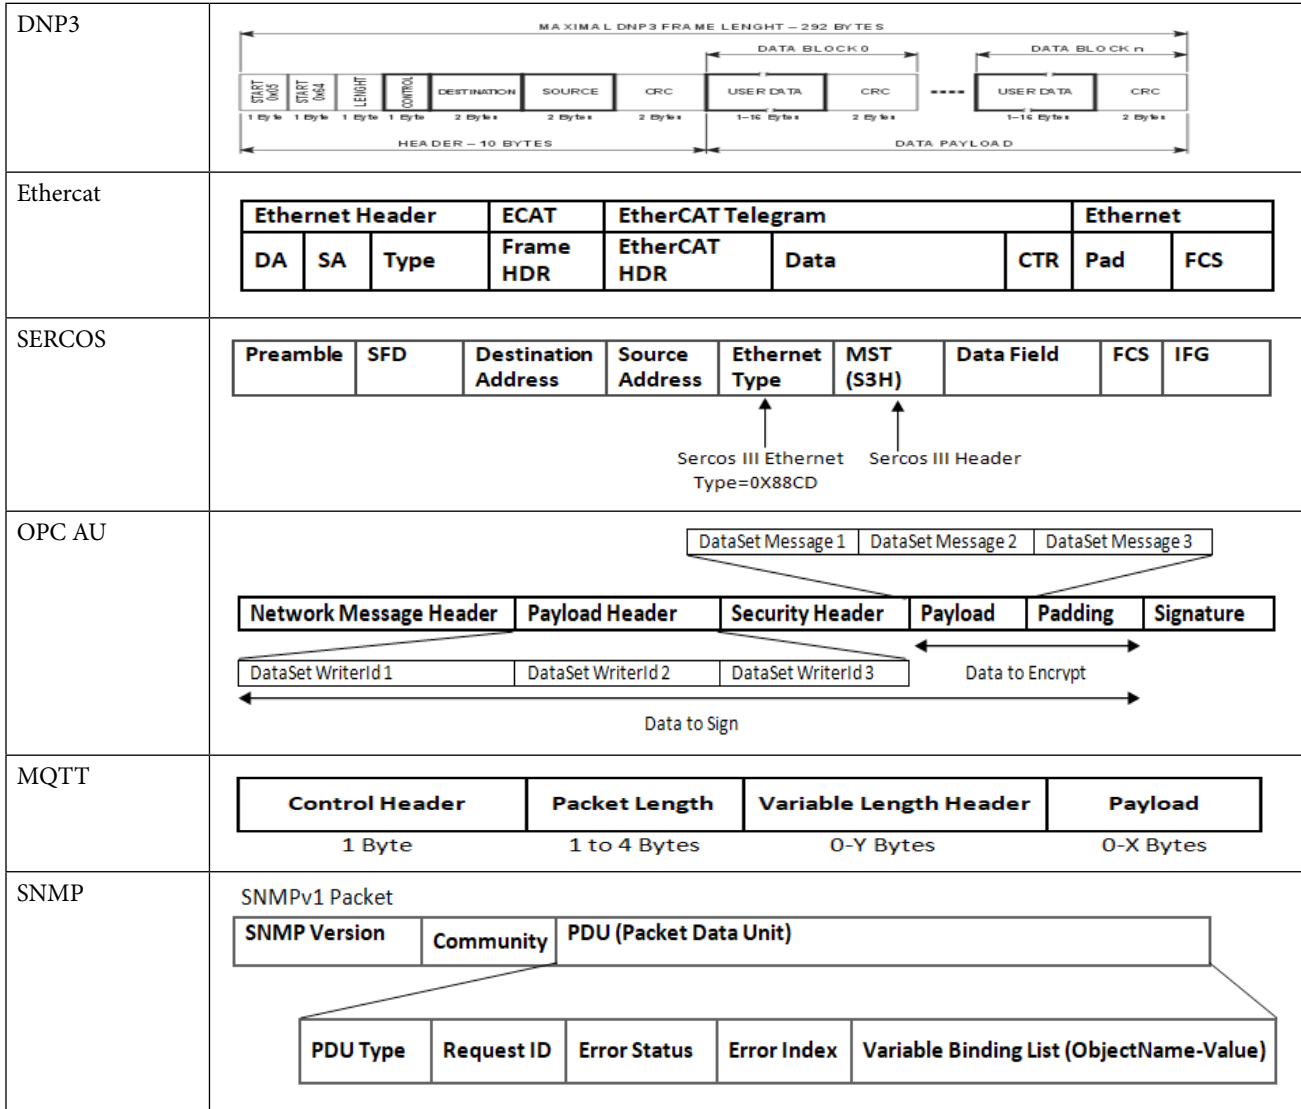 DNP3
MAXIMAL DNP3 FRAME LENGHT – 292 BYTES
DATA BLOCK 0 DATA BLOCK n
START 0x05 START 0x64 LENGHT CONTROL DESTINATION SOURCE CRC USER DATA CRC USER DATA CRC
1 Byte 1 Byte 1 Byte 1 Byte 2 Bytes 2 Bytes 2 Bytes 1–16 Bytes 2 Bytes 1–16 Bytes 2 Bytes
HEADER – 10 BYTES DATA PAYLOAD
Ethercat
Ethernet Header ECAT EtherCAT Telegram Ethernet
DA SA Type Frame HDR EtherCAT HDR Data CTR Pad FCS
SERCOS
Preamble SFD Destination Address Source Address Ethernet Type MST (S3H) Data Field FCS IFG
Sercos III Ethernet Sercos III Header
Type=0X88CD
OPC AU
DataSet Message 1 DataSet Message 2 DataSet Message 3
Network Message Header Payload Header Security Header Payload Padding Signature
DataSet WriterId 1 DataSet WriterId 2 DataSet WriterId 3 Data to Encrypt
Data to Sign
MQTT
Control Header Packet Length Variable Length Header Payload
1 Byte 1 to 4 Bytes 0-Y Bytes 0-X Bytes
SNMP
SNMPv1 Packet
SNMP Version Community PDU (Packet Data Unit)
PDU Type Request ID Error Status Error Index Variable Binding List (ObjectName-Value)